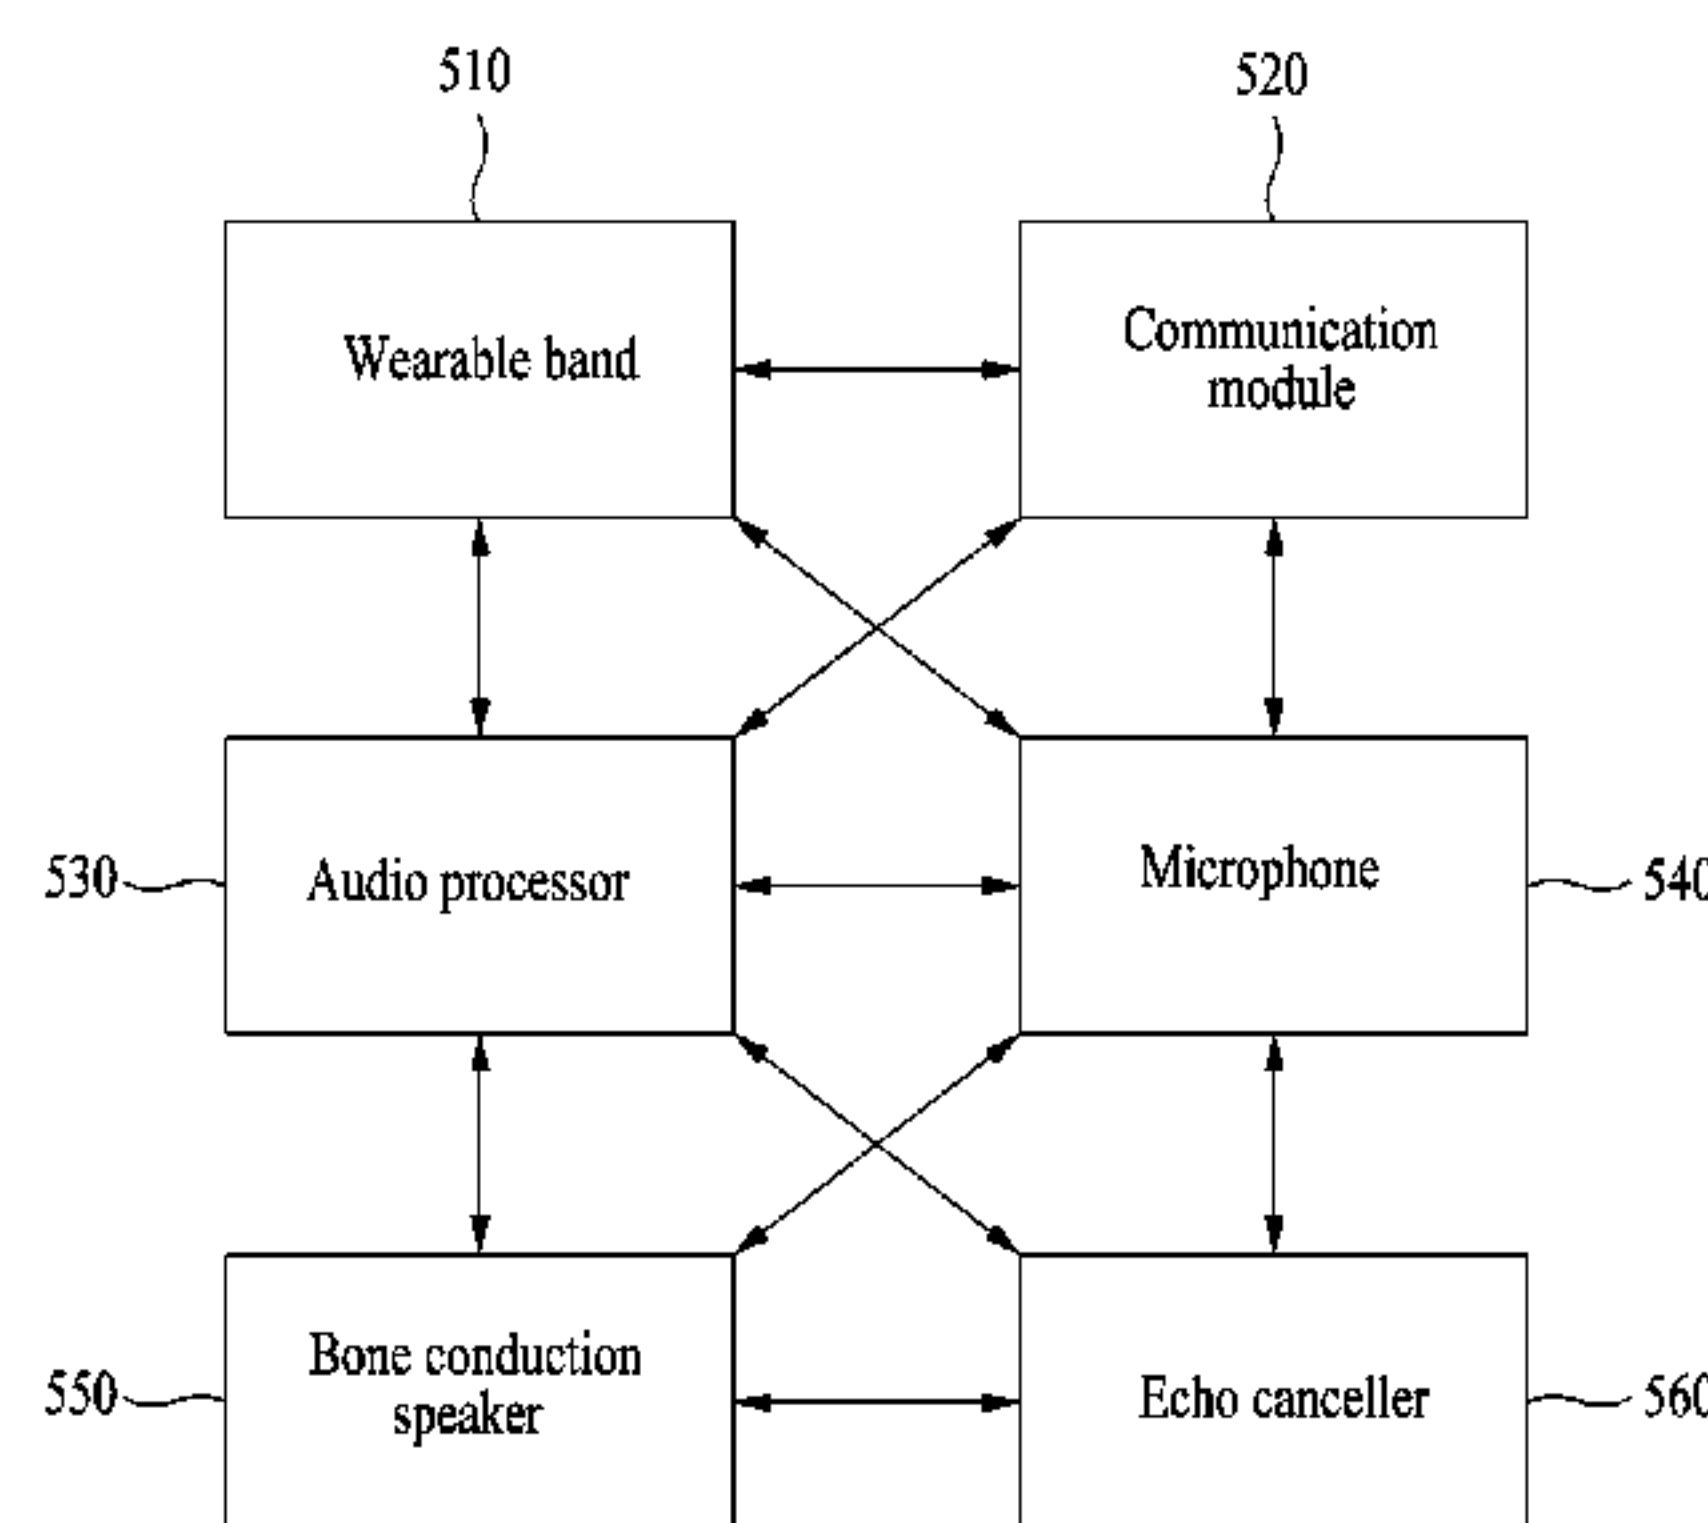 510
520
Wearable band
Communication
module
530
Audio processor
Microphone
540
550
Bone conduction
speaker
Echo canceller
560